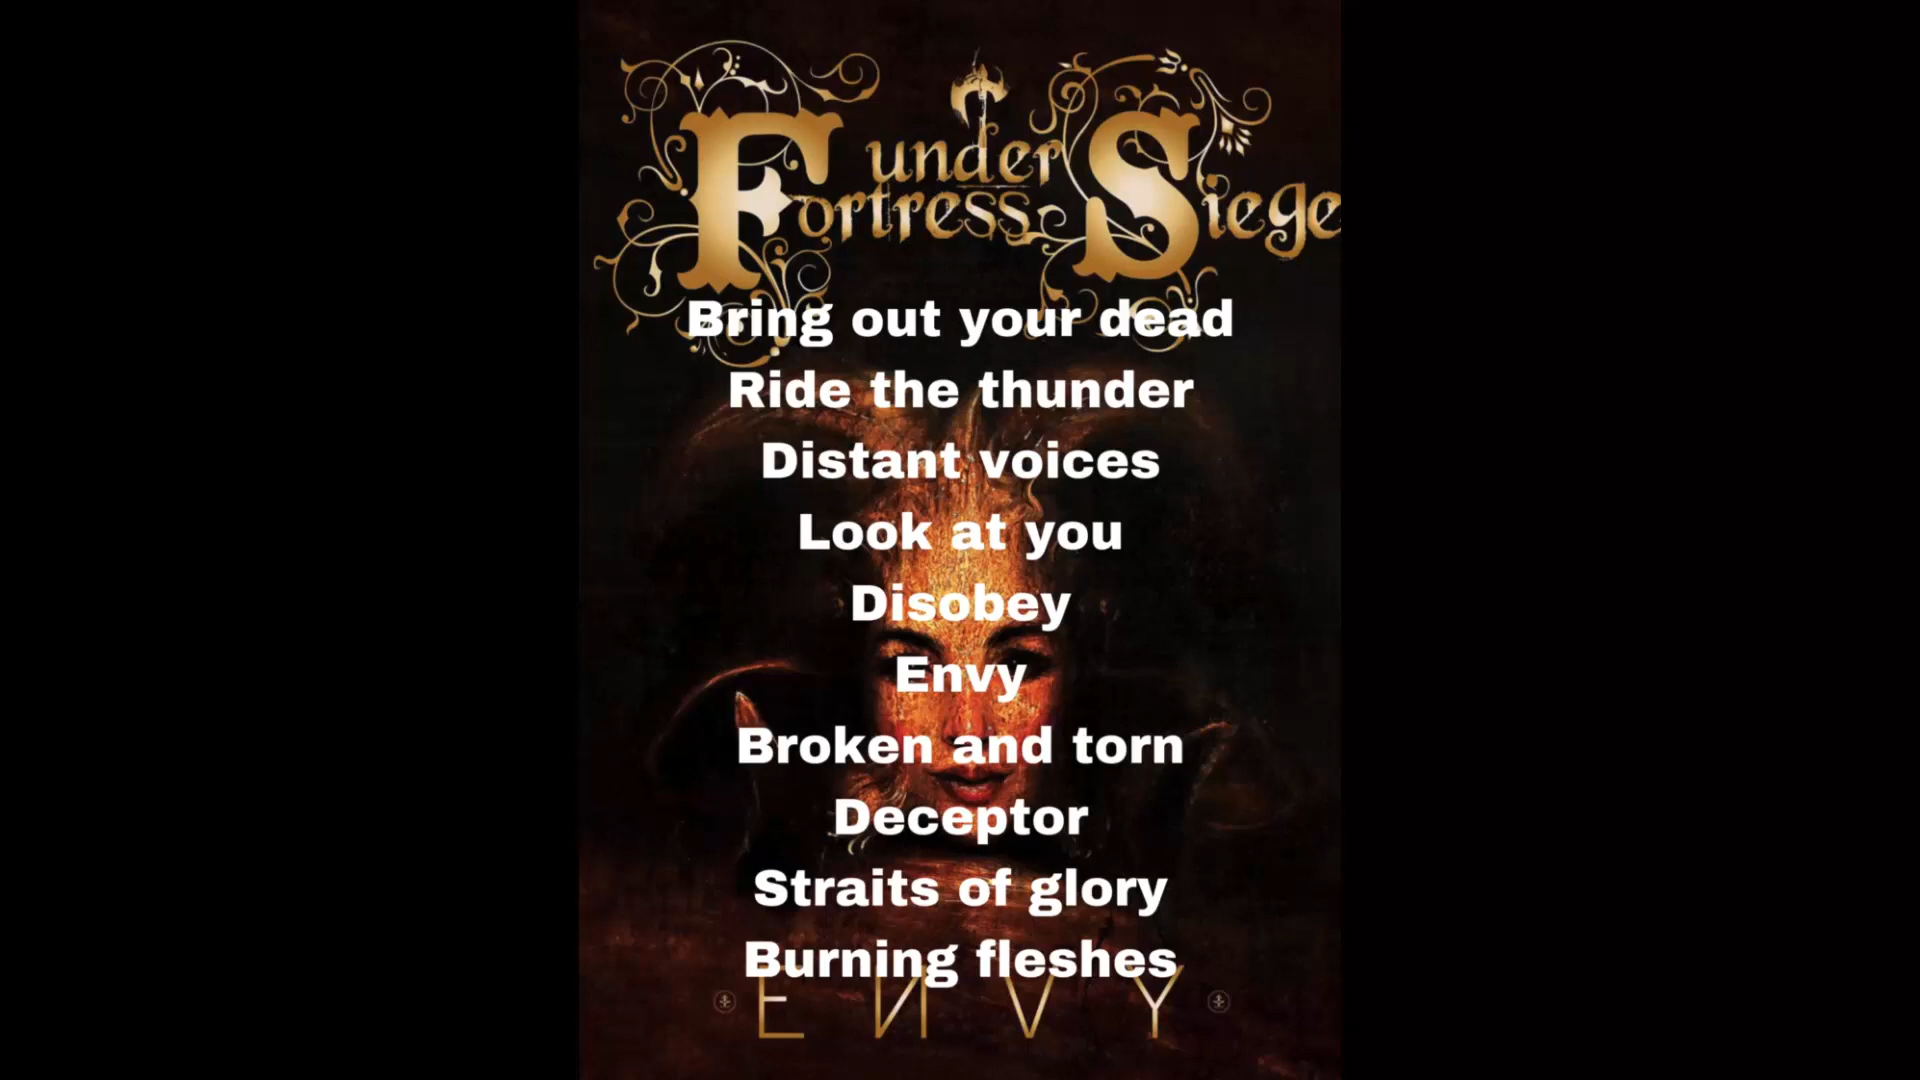 under
Fortress Siege
Bring out your dead
Ride the thunder
Distant voices
Look at you
Disobey
Envy
Broken and torn
Deceptor
Straits of glory
Burning fleshes
ENVY